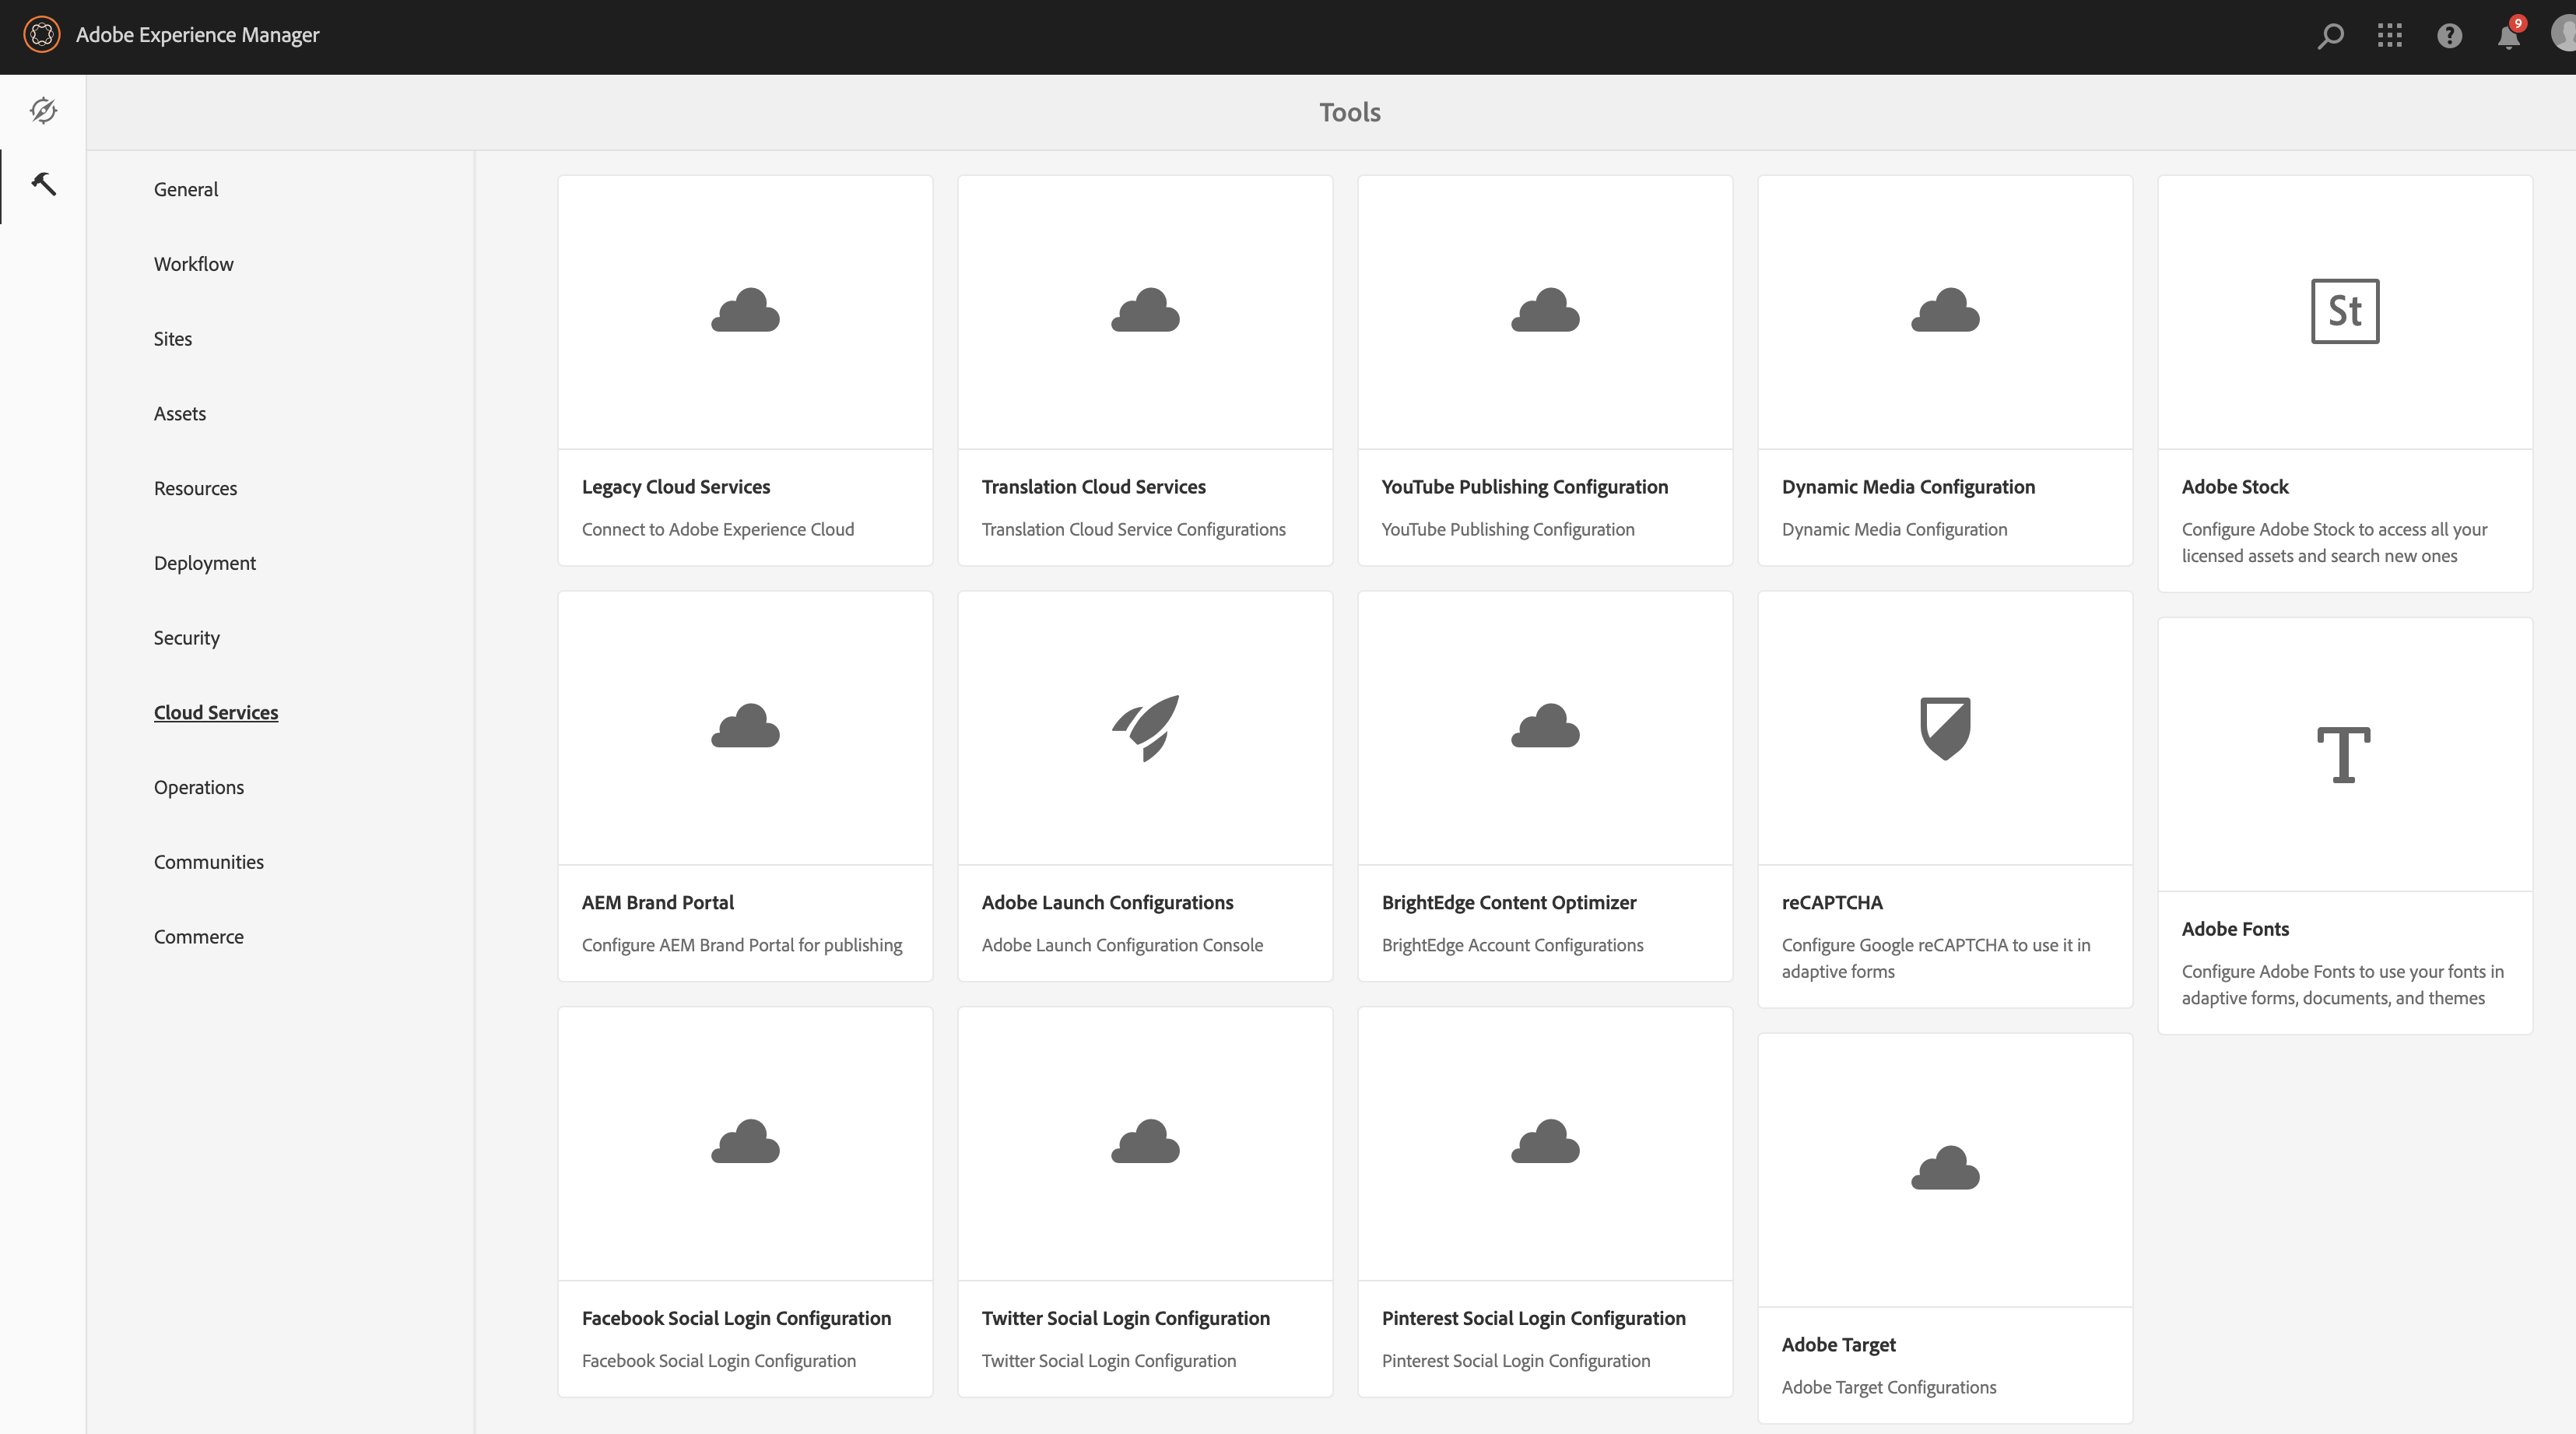 Adobe Experience Manager
9
Tools
General
Workflow
Sites
Assets
Resources
Deployment
Security
Cloud Services
Operations
Communities
Commerce
Legacy Cloud Services
Connect to Adobe Experience Cloud
Translation Cloud Services
Translation Cloud Service Configurations
YouTube Publishing Configuration
YouTube Publishing Configuration
Dynamic Media Configuration
Dynamic Media Configuration
St
Adobe Stock
Configure Adobe Stock to access all your
licensed assets and search new ones
AEM Brand Portal
Configure AEM Brand Portal for publishing
Adobe Launch Configurations
Adobe Launch Configuration Console
BrightEdge Content Optimizer
BrightEdge Account Configurations
reCAPTCHA
Configure Google reCAPTCHA to use it in
adaptive forms
T
Adobe Fonts
Configure Adobe Fonts to use your fonts in
adaptive forms, documents, and themes
Facebook Social Login Configuration
Facebook Social Login Configuration
Twitter Social Login Configuration
Twitter Social Login Configuration
Pinterest Social Login Configuration
Pinterest Social Login Configuration
Adobe Target
Adobe Target Configurations